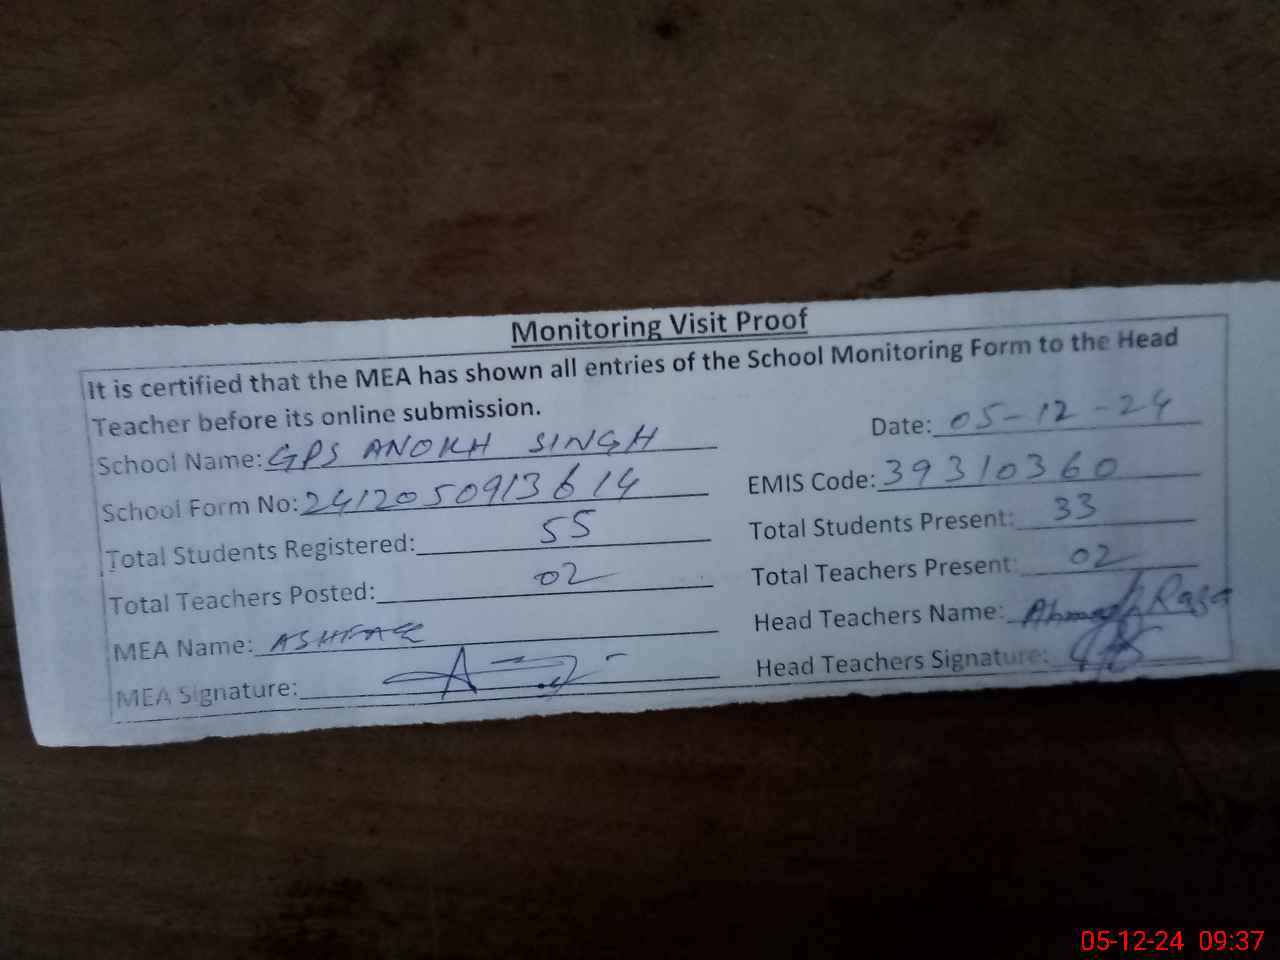 Monitoring Visit Proof
It is certified that the MEA has shown all entries of the School Monitoring Form to the Head
Teacher before its online submission.
Date: 05-12-24
School Name: GPS ANOKH SINGH
EMIS Code: 39310360
School Form No: 2412050913614
Total Students Present: 33
Total Students Registered: 55
Total Teachers Present: 02
Total Teachers Posted: 02
Head Teachers Name: Ahmad Raza
MEA Name: ASHFAQ
Head Teachers Signature:
MEA Signature:
05-12-24 09:37